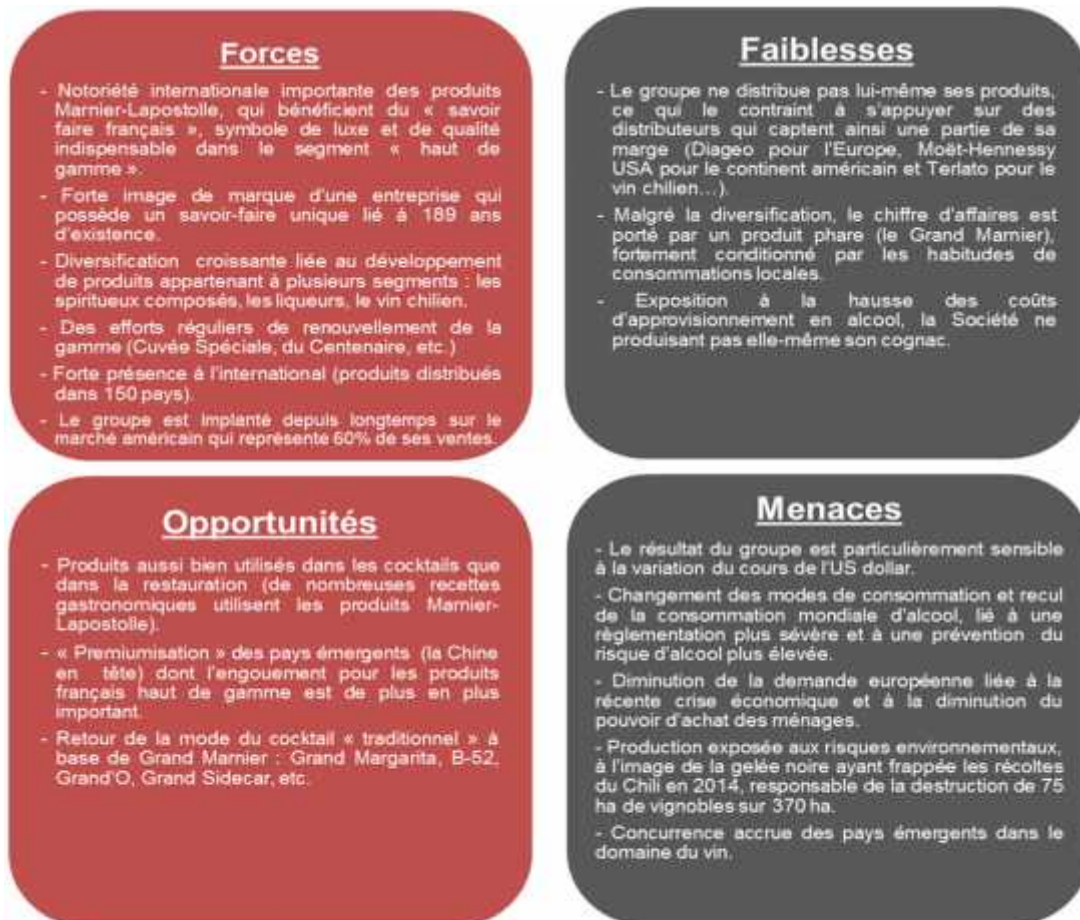 Forces
- Notoriété internationale importante des produits
Marnier-Lapostolle, qui bénéficient du « savoir
faire français », symbole de luxe et de qualité
indispensable dans le segment « haut de
gamme ».
- Forte image de marque d'une entreprise qui
possède un savoir-faire unique lié à 189 ans
d'existence.
- Diversification croissante liée au développement
de produits appartenant à plusieurs segments : les
spiritueux composés, les liqueurs, le vin chilien.
- Des efforts réguliers de renouvellement de la
gamme (Cuvée Spéciale, du Centenaire, etc.)
- Forte présence à l'international (produits distribués
dans 150 pays).
- Le groupe est implanté depuis longtemps sur le
marché américain qui représente 60% de ses ventes.
Faiblesses
- Le groupe ne distribue pas lui-même ses produits,
ce qui le contraint à s'appuyer sur des
distributeurs qui captent ainsi une partie de sa
marge (Diageo pour l'Europe, Moët-Hennessy
USA pour le continent américain et Terlato pour le
vin chilien…).
- Malgré la diversification, le chiffre d'affaires est
porté par un produit phare (le Grand Marnier),
fortement conditionné par les habitudes de
consommations locales.
- Exposition à la hausse des coûts
d'approvisionnement en alcool, la Société ne
produisant pas elle-même son cognac.
Opportunités
- Produits aussi bien utilisés dans les cocktails que
dans la restauration (de nombreuses recettes
gastronomiques utilisent les produits Marnier-
Lapostolle).
- « Premiumisation » des pays émergents (la Chine
en tête) dont l'engouement pour les produits
français haut de gamme est de plus en plus
important.
- Retour de la mode du cocktail « traditionnel » à
base de Grand Marnier : Grand Margarita, B-52,
Grand'O, Grand Sidecar, etc.
Menaces
- Le résultat du groupe est particulièrement sensible
à la variation du cours de l'US dollar.
- Changement des modes de consommation et recul
de la consommation mondiale d'alcool, lié à une
règlementation plus sévère et à une prévention du
risque d'alcool plus élevée.
- Diminution de la demande européenne liée à la
récente crise économique et à la diminution du
pouvoir d'achat des ménages.
- Production exposée aux risques environnementaux,
à l'image de la gelée noire ayant frappée les récoltes
du Chili en 2014, responsable de la destruction de 75
ha de vignobles sur 370 ha.
- Concurrence accrue des pays émergents dans le
domaine du vin.